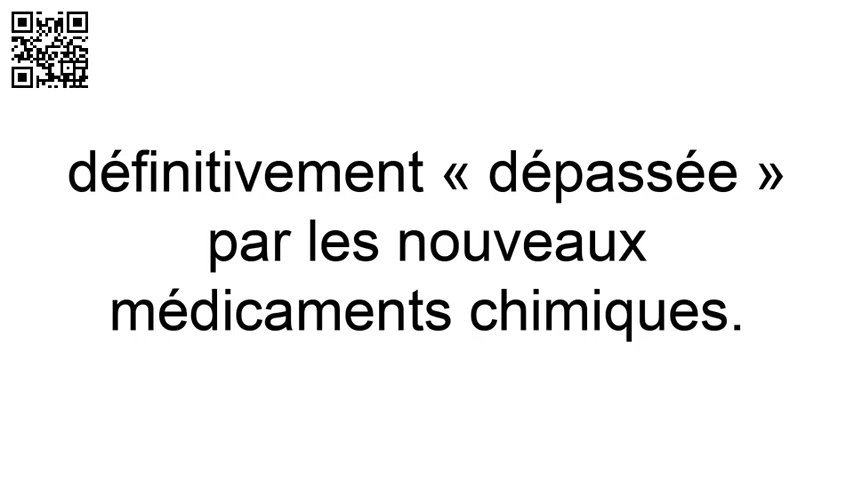 définitivement « dépassée »
par les nouveaux
médicaments chimiques.